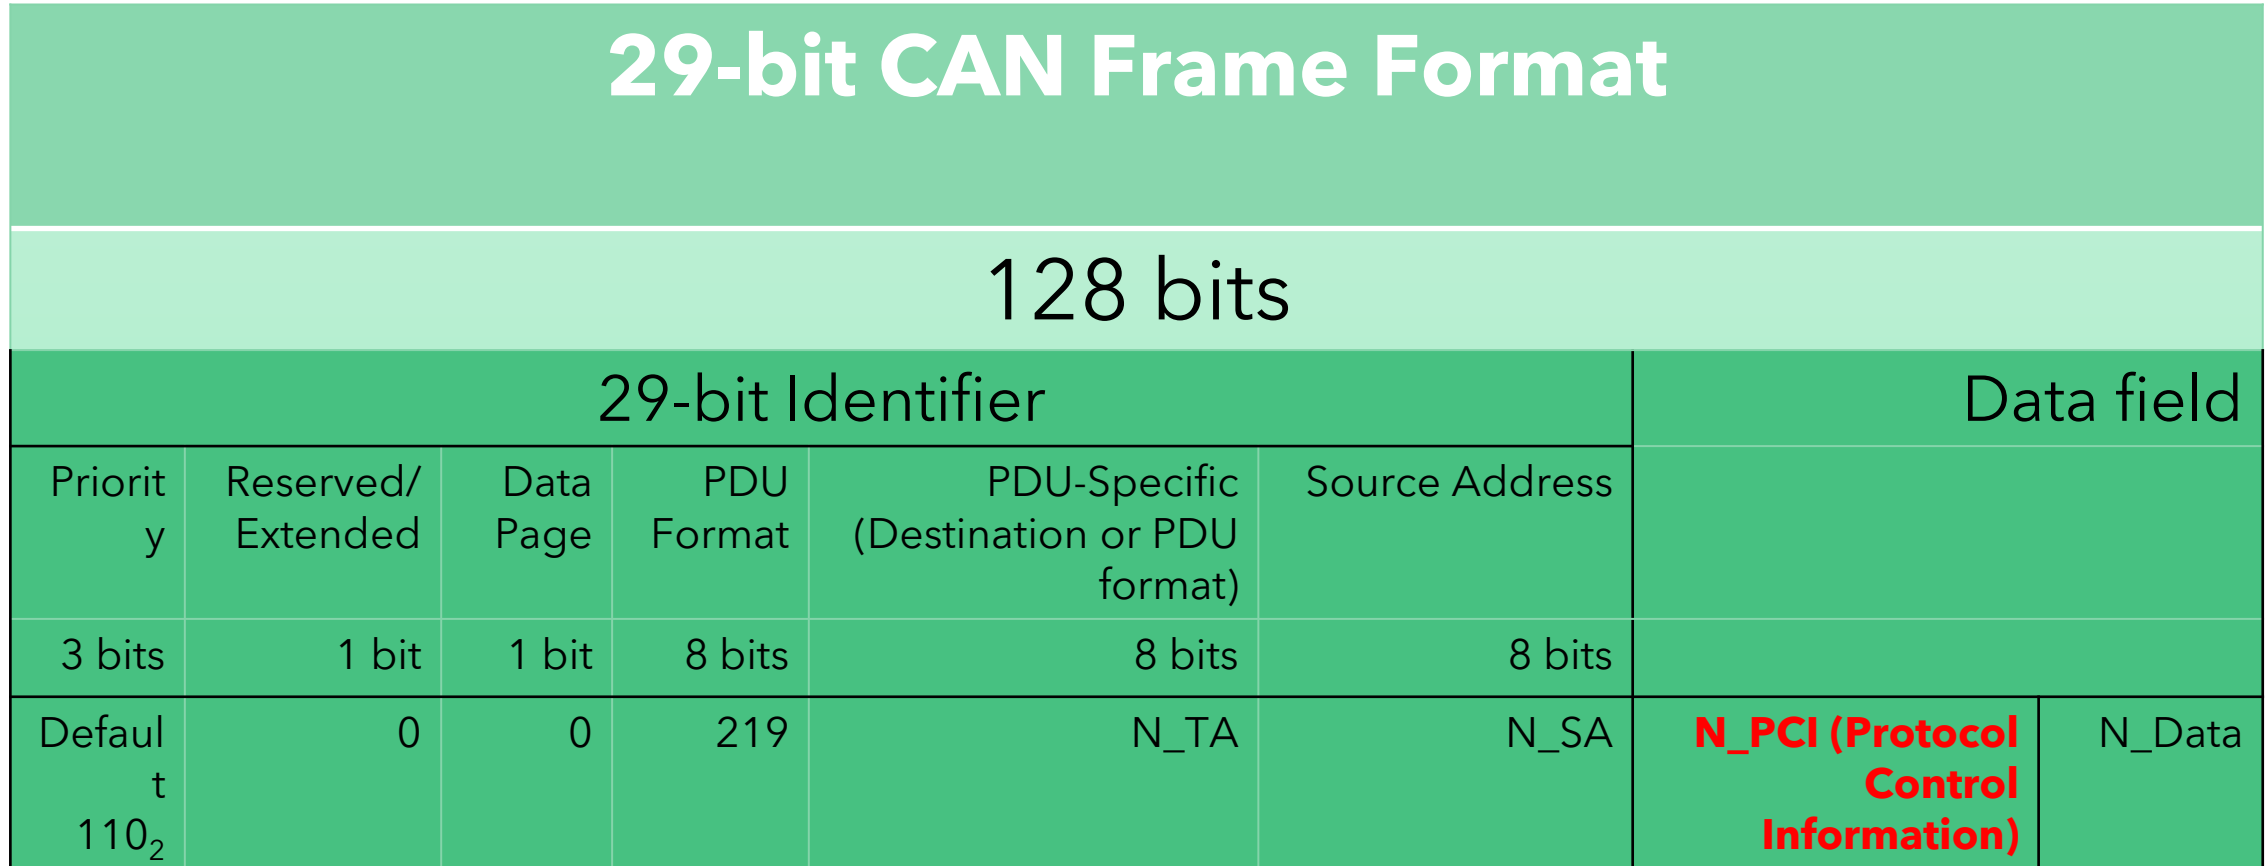 29-bit CAN Frame Format
128 bits
29-bit Identifier
Data field
Priorit
y
Reserved/
Extended
Data
Page
PDU
Format
PDU-Specific
(Destination or PDU
format)
Source Address
3 bits
1 bit
1 bit
8 bits
8 bits
8 bits
Defaul
t
110₂
0
0
219
N_TA
N_SA
N_PCI (Protocol
Control
Information)
N_Data